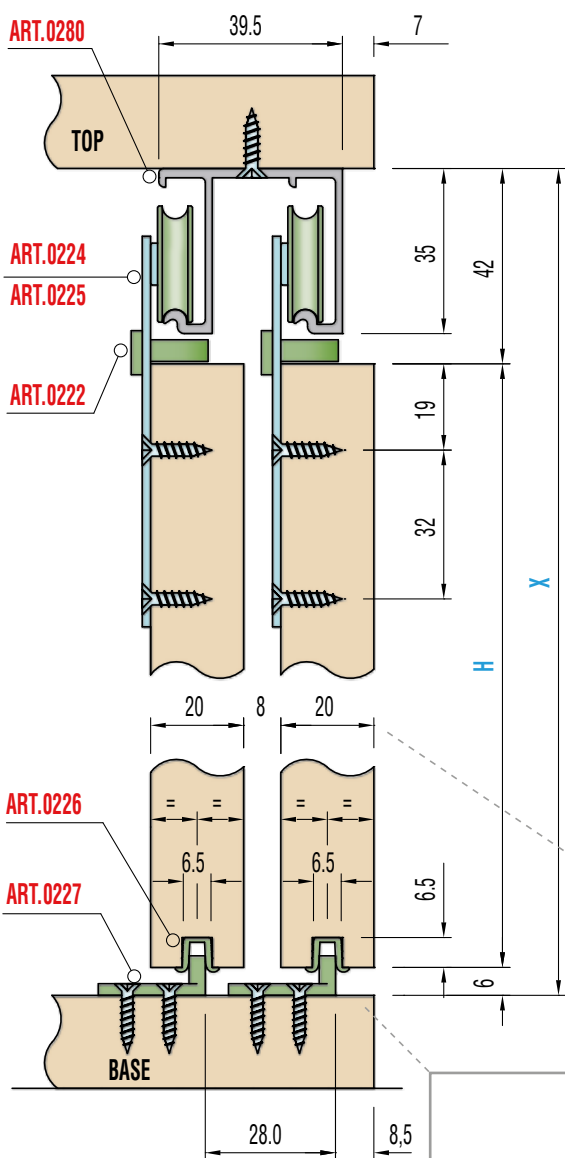 ART.0280
39.5
7
TOP
ART.0224
ART.0225
35
42
ART.0222
19
32
X
H
20
8
20
ART.0226
= = = =
6.5
6.5
6.5
ART.0227
6
BASE
28.0
8,5